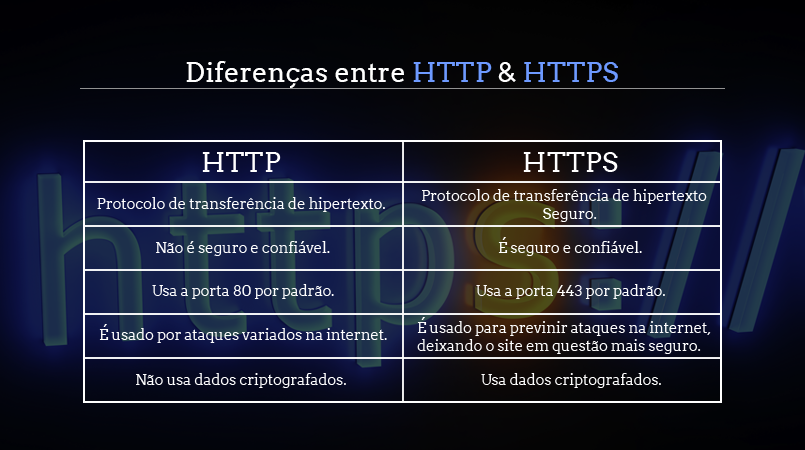 Diferenças entre HTTP & HTTPS
HTTP
HTTPS
Protocolo de transferência de hipertexto.
Protocolo de transferência de hipertexto
Seguro.
Não é seguro e confiável.
É seguro e confiável.
Usa a porta 80 por padrão.
Usa a porta 443 por padrão.
É usado por ataques variados na internet.
É usado para previnir ataques na internet,
deixando o site em questão mais seguro.
Não usa dados criptografados.
Usa dados criptografados.
https://